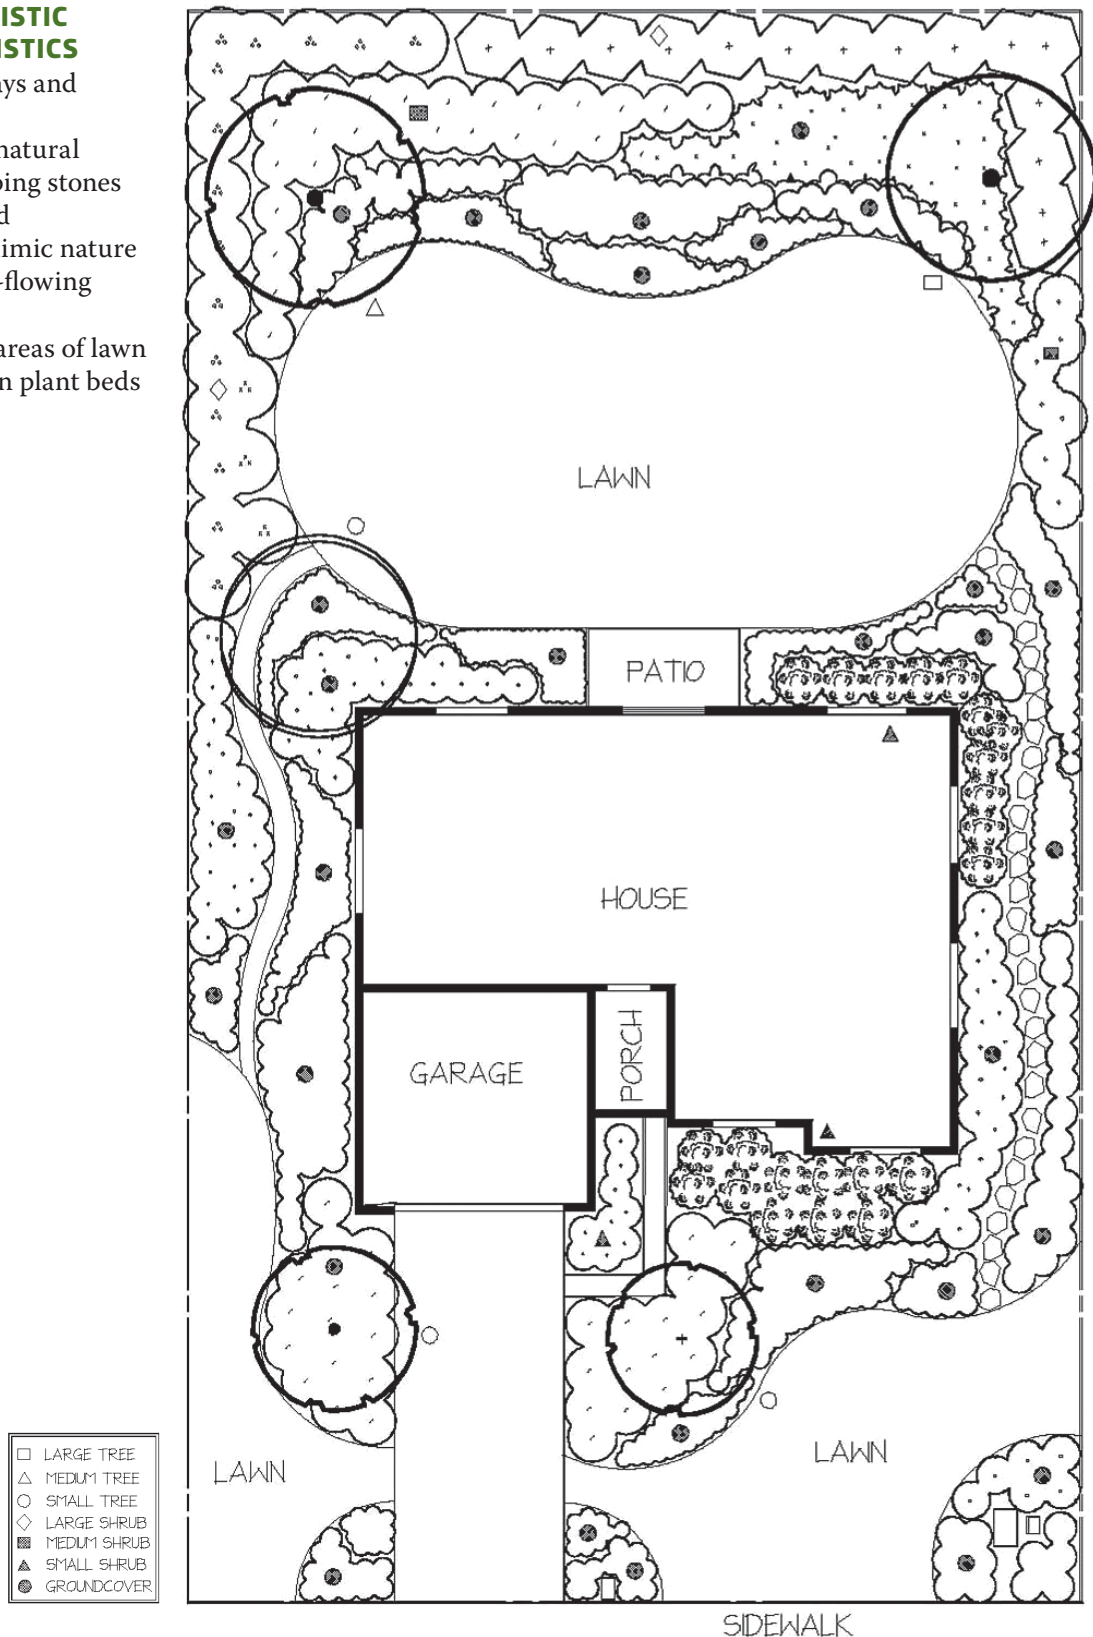 ISTIC
ISTICS
ays and
natural
ping stones
d
imic nature
-flowing
areas of lawn
n plant beds
LAWN
PATIO
HOUSE
GARAGE
PORCH
LAWN
LAWN
LARGE TREE
MEDIUM TREE
SMALL TREE
LARGE SHRUB
MEDIUM SHRUB
SMALL SHRUB
GROUNDCOVER
SIDEWALK